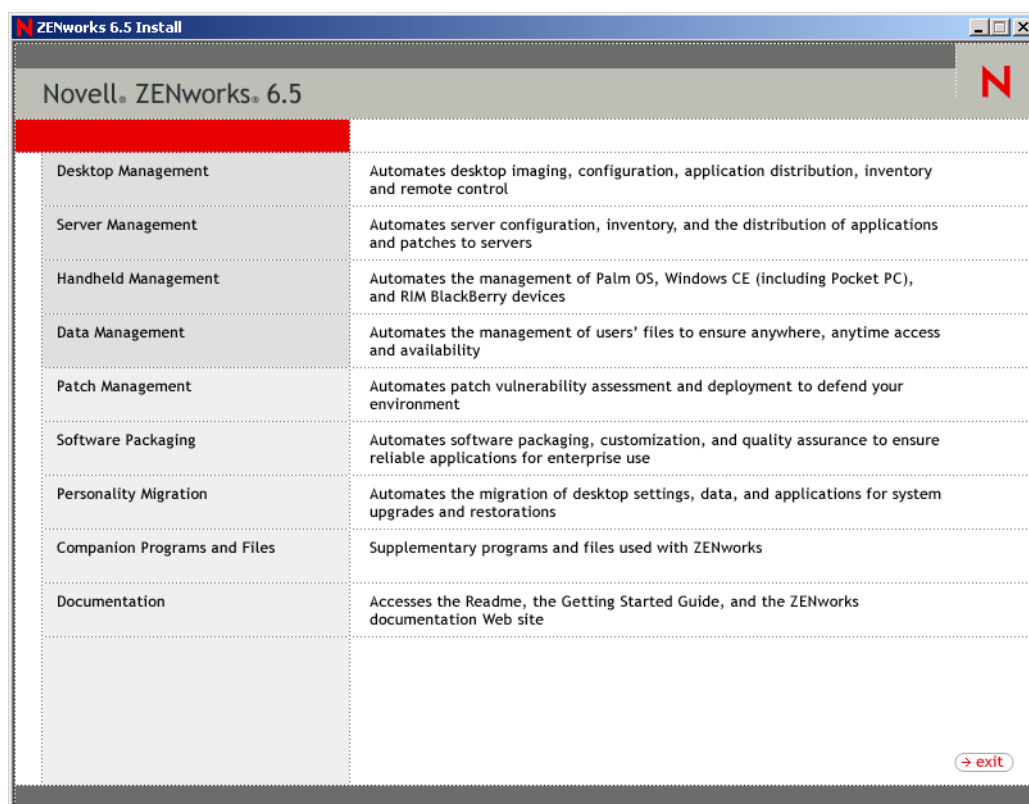 ZENworks 6.5 Install
Novell® ZENworks® 6.5
N
Desktop Management
Automates desktop imaging, configuration, application distribution, inventory
and remote control
Server Management
Automates server configuration, inventory, and the distribution of applications
and patches to servers
Handheld Management
Automates the management of Palm OS, Windows CE (including Pocket PC),
and RIM BlackBerry devices
Data Management
Automates the management of users’ files to ensure anywhere, anytime access
and availability
Patch Management
Automates patch vulnerability assessment and deployment to defend your
environment
Software Packaging
Automates software packaging, customization, and quality assurance to ensure
reliable applications for enterprise use
Personality Migration
Automates the migration of desktop settings, data, and applications for system
upgrades and restorations
Companion Programs and Files
Supplementary programs and files used with ZENworks
Documentation
Accesses the Readme, the Getting Started Guide, and the ZENworks
documentation Web site
→ exit